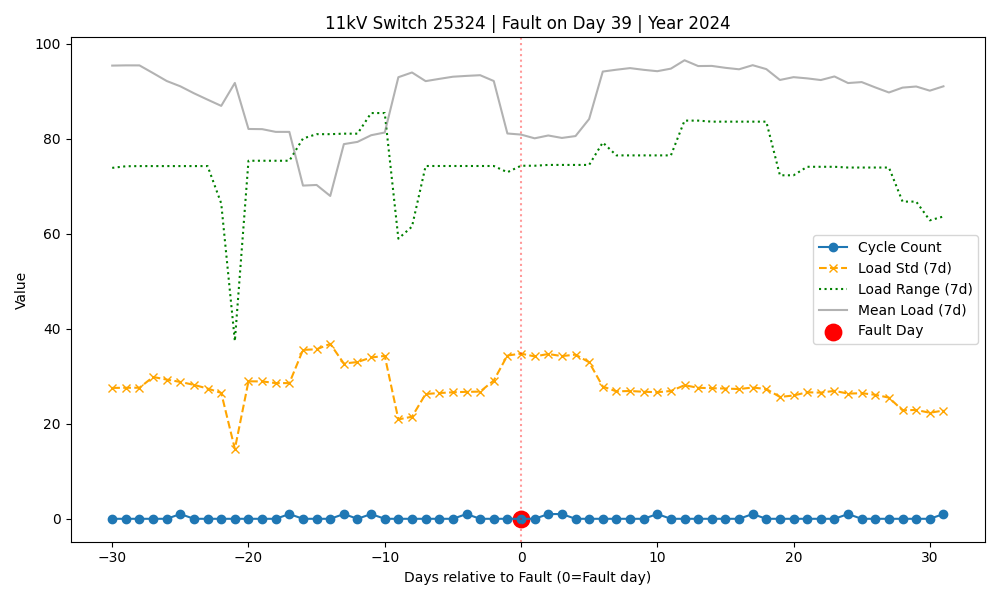 11kV Switch 25324 | Fault on Day 39 | Year 2024
100
80
60
40
20
0
Value
Cycle Count
Load Std (7d)
Load Range (7d)
Mean Load (7d)
Fault Day
−30
−20
−10
0
10
20
30
Days relative to Fault (0=Fault day)